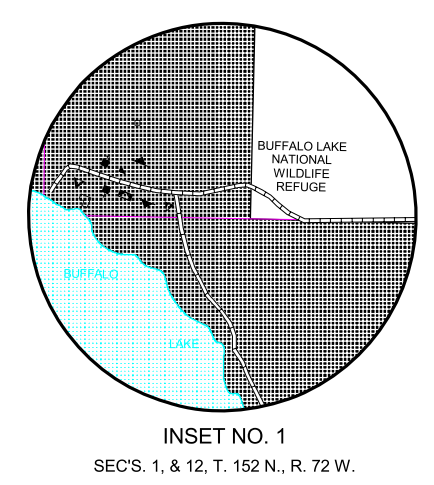 BUFFALO LAKE
NATIONAL
WILDLIFE
REFUGE
BUFFALO
LAKE
INSET NO. 1
SEC'S. 1, & 12, T. 152 N., R. 72 W.